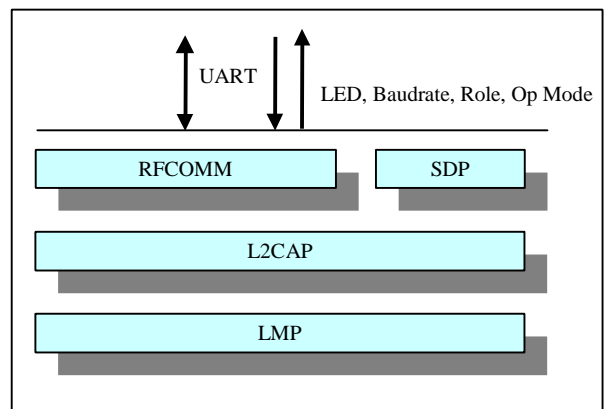 UART
LED, Baudrate, Role, Op Mode
RFCOMM
SDP
L2CAP
LMP